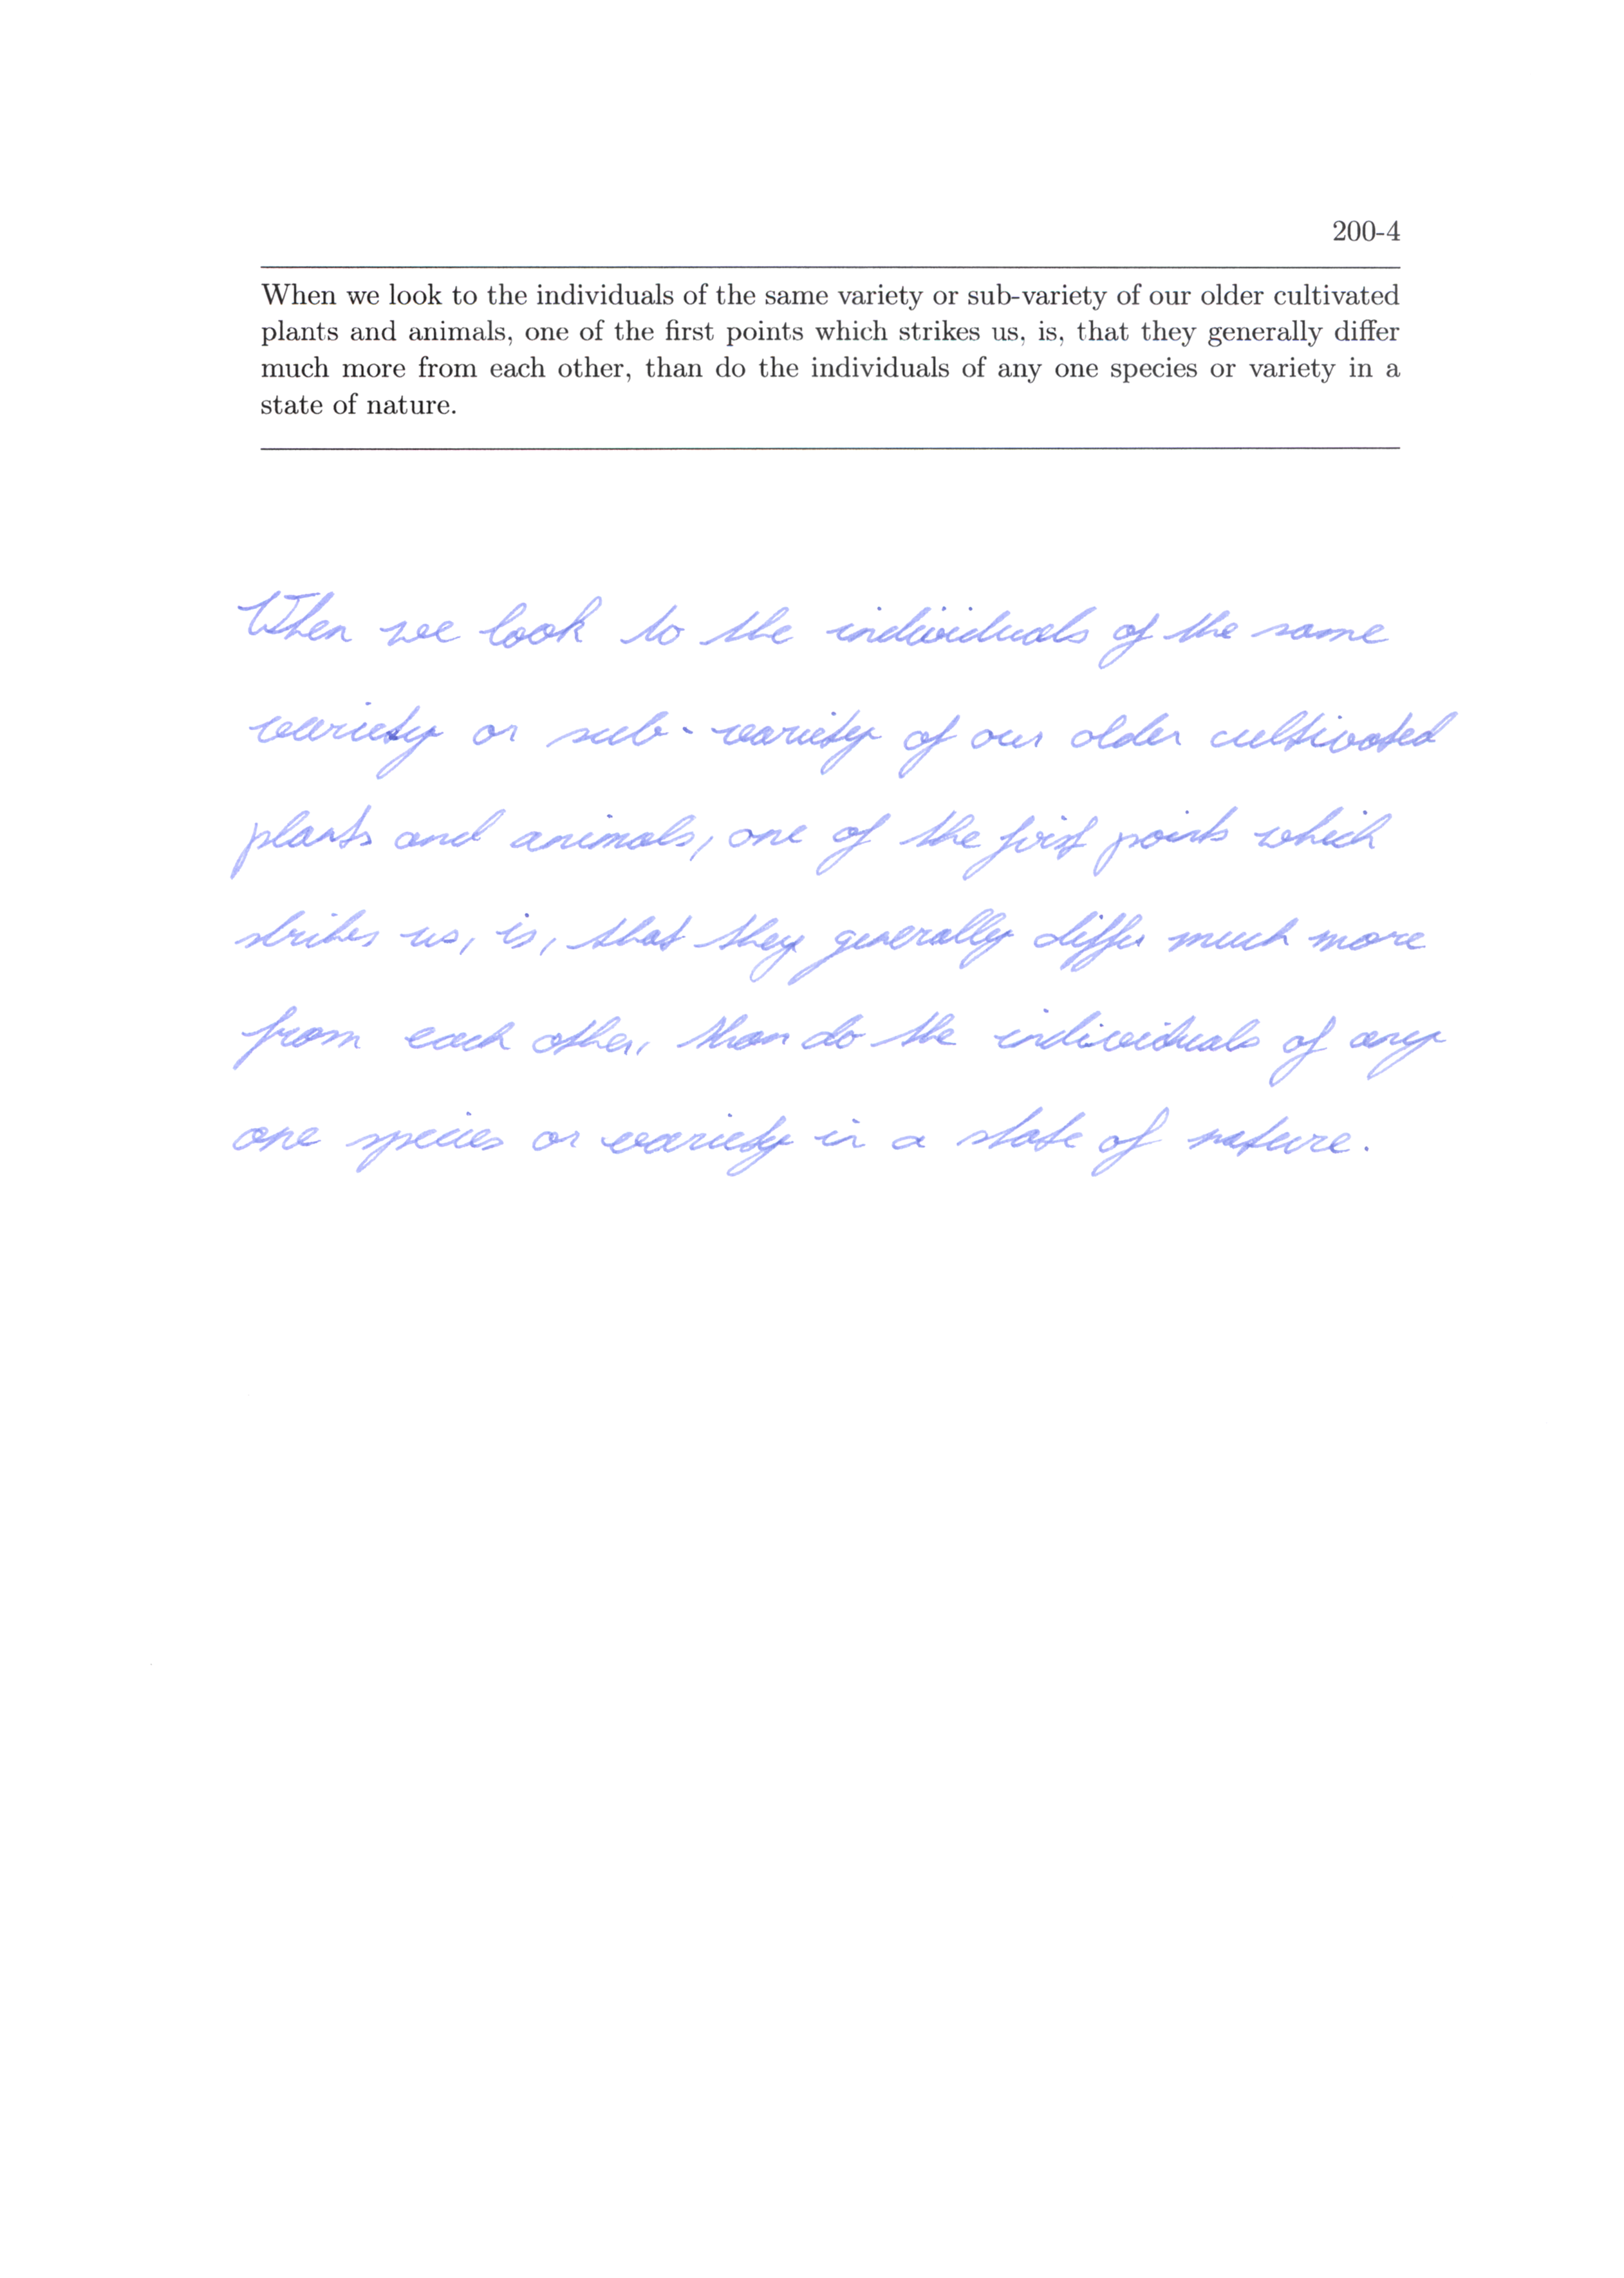 200-4
When we look to the individuals of the same variety or sub-variety of our older cultivated
plants and animals, one of the first points which strikes us, is, that they generally differ
much more from each other, than do the individuals of any one species or variety in a
state of nature.
When we look to the individuals of the same
variety or sub-variety of our older cultivated
plants and animals, one of the first points which
strikes us, is, that they generally differ much more
from each other, than do the individuals of any
one species or variety in a state of nature.